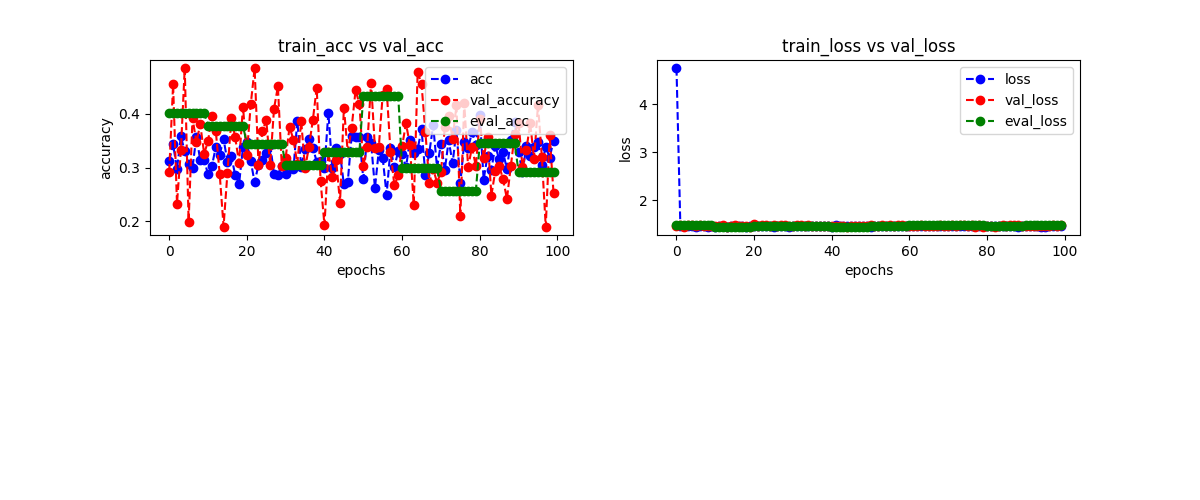 train_acc vs val_acc
accuracy
0.4
0.3
0.2
acc
val_accuracy
eval_acc
0 20 40 60 80 100
epochs
train_loss vs val_loss
loss
4
3
2
loss
val_loss
eval_loss
0 20 40 60 80 100
epochs